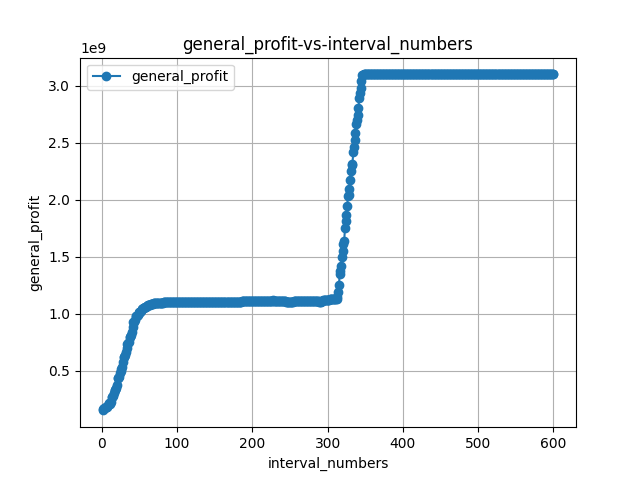 general_profit-vs-interval_numbers
1e9
general_profit
3.0
2.5
2.0
1.5
1.0
0.5
general_profit
0 100 200 300 400 500 600
interval_numbers